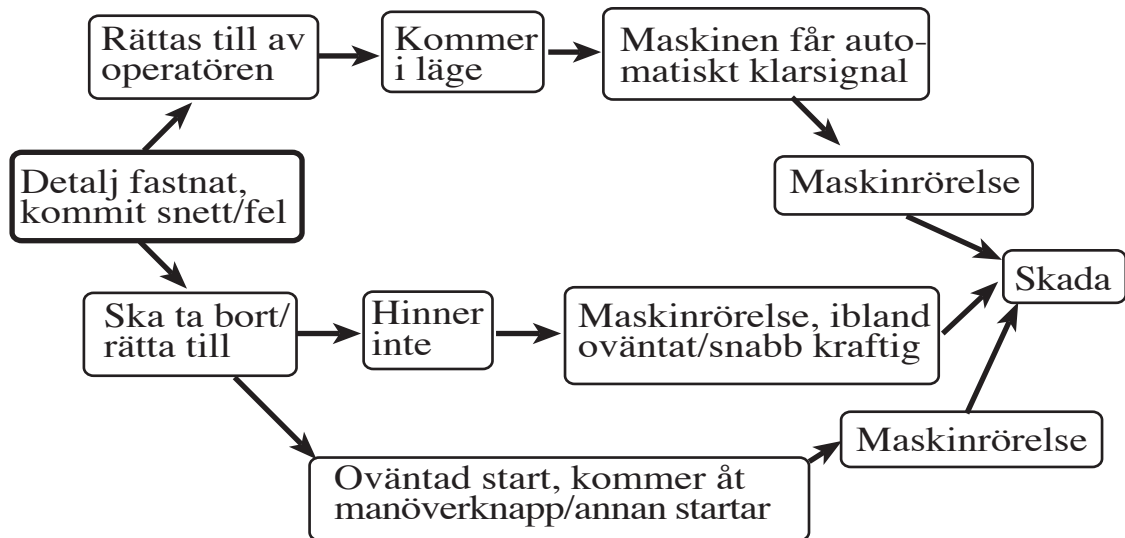 Rättas till av
operatören
Kommer
i läge
Maskinen får auto-
matiskt klarsignal
Detalj fastnat,
kommit snett/fel
Maskinrörelse
Skada
Ska ta bort/
rätta till
Hinner
inte
Maskinrörelse, ibland
oväntat/snabb kraftig
Maskinrörelse
Oväntad start, kommer åt
manöverknapp/annan startar